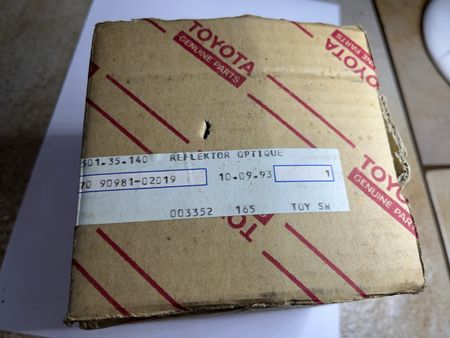 TOYOTA
GENUINE PARTS
TOYOTA
GENUINE PARTS
501.35.140 REFLEKTOR OPTIQUE
70 90981-02019 10.09.93 1
003352 165 TOY SW
TOYOTA
GENUINE PARTS
TOYOTA